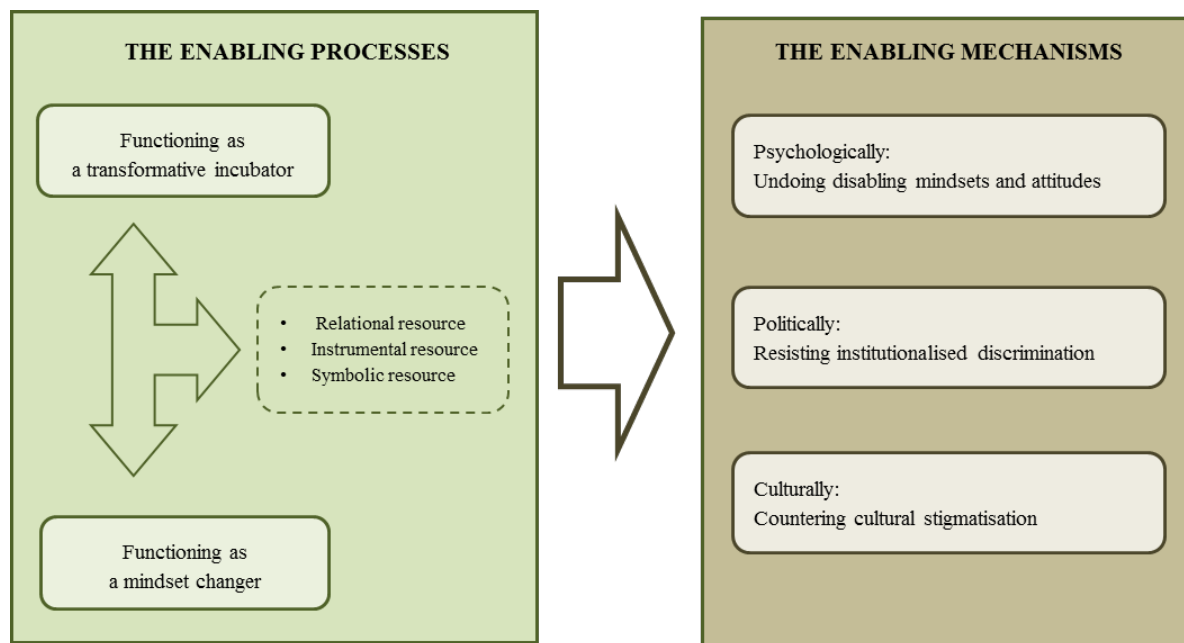 THE ENABLING PROCESSES
Functioning as
a transformative incubator
• Relational resource
• Instrumental resource
• Symbolic resource
Functioning as
a mindset changer
THE ENABLING MECHANISMS
Psychologically:
Undoing disabling mindsets and attitudes
Politically:
Resisting institutionalised discrimination
Culturally:
Countering cultural stigmatisation